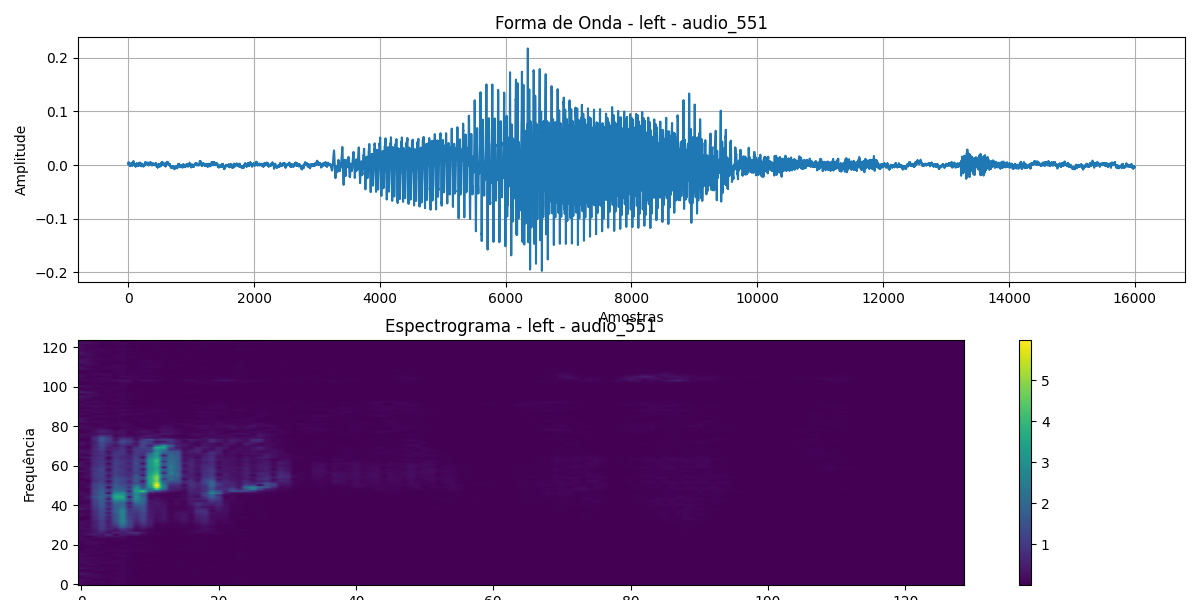 Forma de Onda - left - audio_551
Amplitude
0.2
0.1
0.0
−0.1
−0.2
0 2000 4000 6000 8000 10000 12000 14000 16000
Amostras
Espectrograma - left - audio_551
Frequência
120
100
80
60
40
20
0
5
4
3
2
1
0 20 40 60 80 100 120